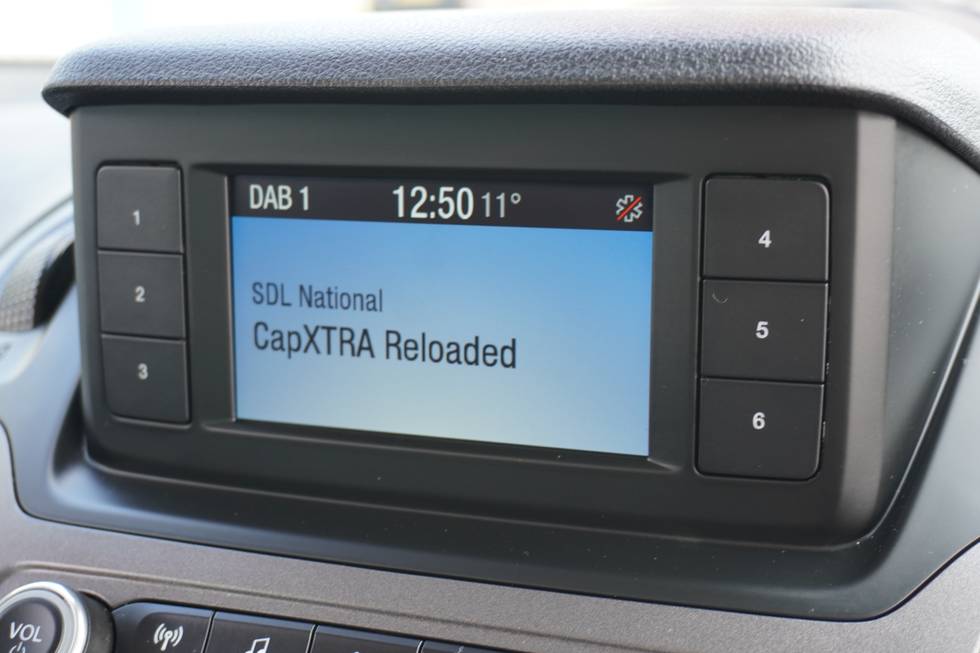 DAB 1 12:50 11°
SDL National
CapXTRA Reloaded
1
2
3
4
5
6
VOL